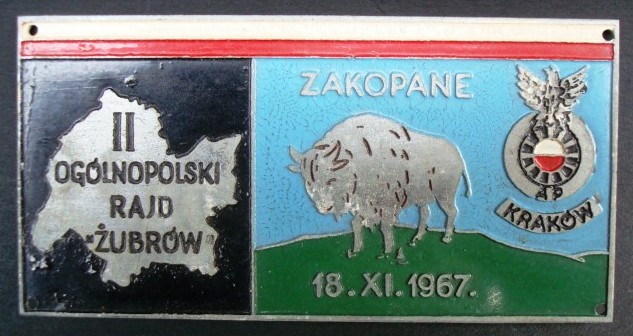 II
OGÓLNOPOLSKI
RAJD
"ŻUBRÓW"
ZAKOPANE
KRAKÓW
18.XI.1967.